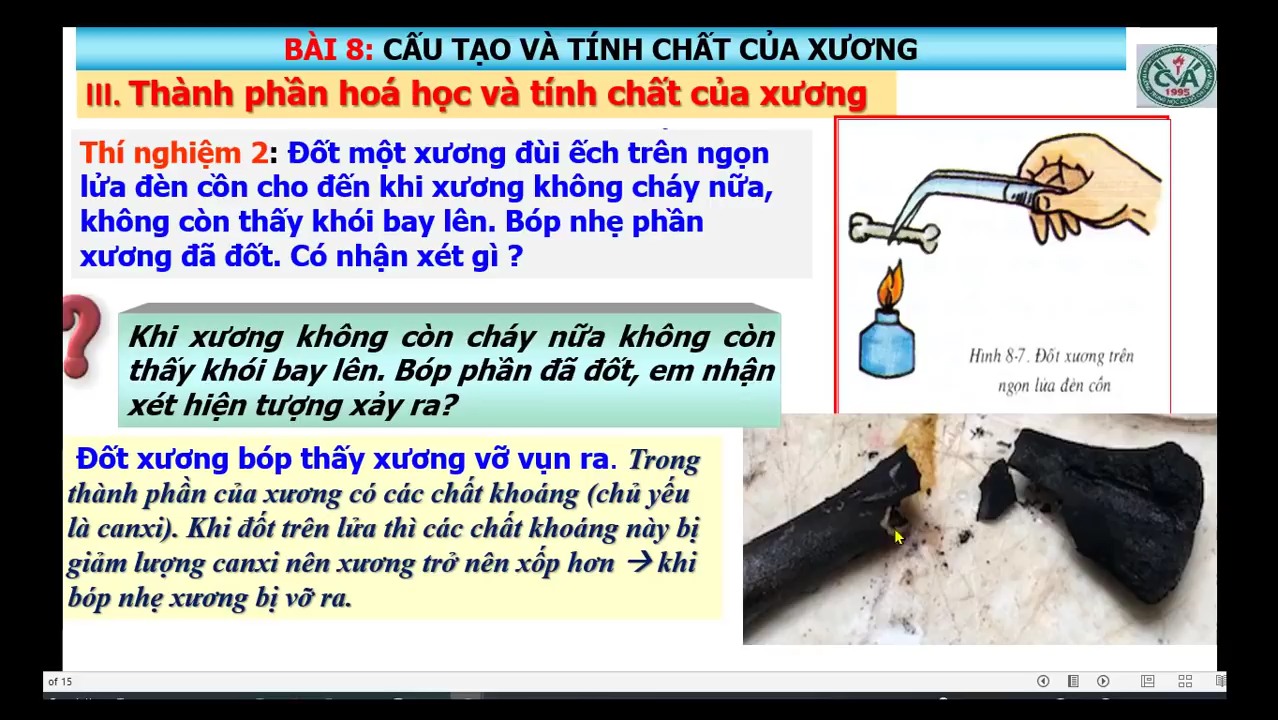 BÀI 8: CẤU TẠO VÀ TÍNH CHẤT CỦA XƯƠNG
III. Thành phần hoá học và tính chất của xương
CVA
1995
Thí nghiệm 2: Đốt một xương đùi ếch trên ngọn
lửa đèn cồn cho đến khi xương không cháy nữa,
không còn thấy khói bay lên. Bóp nhẹ phần
xương đã đốt. Có nhận xét gì ?
Hình 8-7. Đốt xương trên
ngọn lửa đèn cồn
Khi xương không còn cháy nữa không còn
thấy khói bay lên. Bóp phần đã đốt, em nhận
xét hiện tượng xảy ra?
Đốt xương bóp thấy xương vỡ vụn ra. Trong
thành phần của xương có các chất khoáng (chủ yếu
là canxi). Khi đốt trên lửa thì các chất khoáng này bị
giảm lượng canxi nên xương trở nên xốp hơn → khi
bóp nhẹ xương bị vỡ ra.
of 15